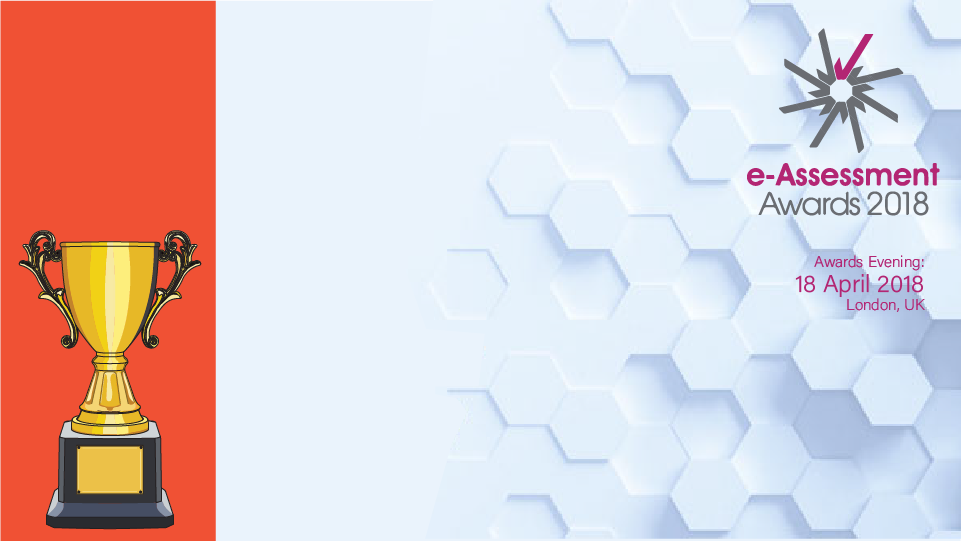 e-Assessment
Awards 2018
Awards Evening:
18 April 2018
London, UK